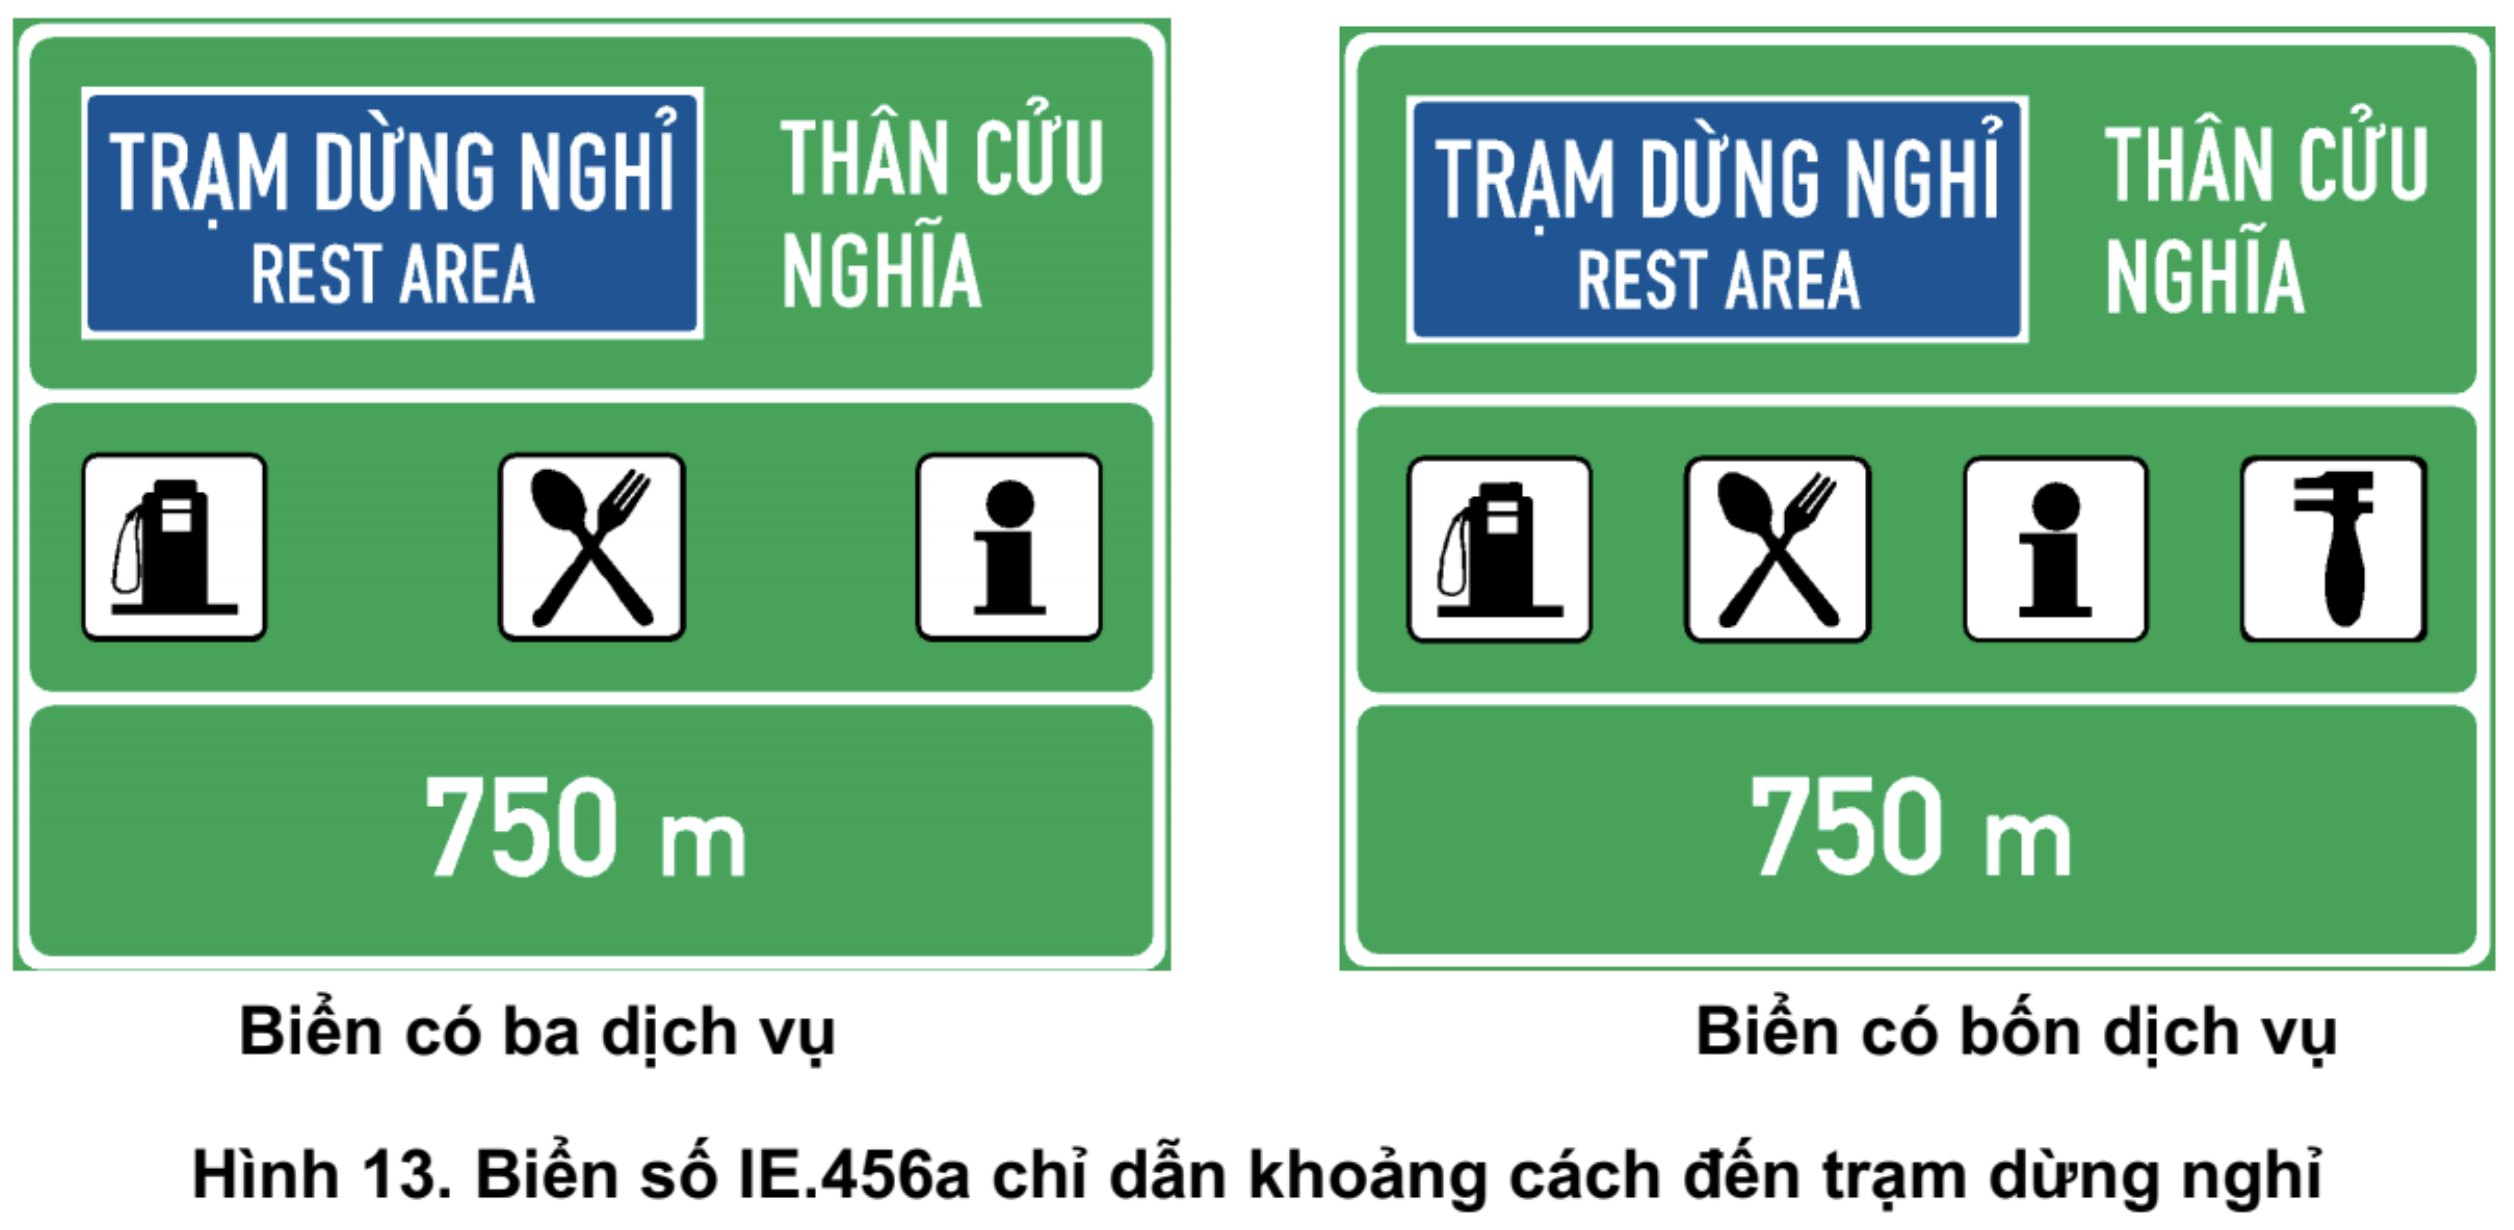 TRẠM DỪNG NGHỈ
REST AREA
THÂN CỬU
NGHĨA
750 m
Biển có ba dịch vụ
TRẠM DỪNG NGHỈ
REST AREA
THÂN CỬU
NGHĨA
750 m
Biển có bốn dịch vụ
Hình 13. Biển số IE.456a chỉ dẫn khoảng cách đến trạm dừng nghỉ